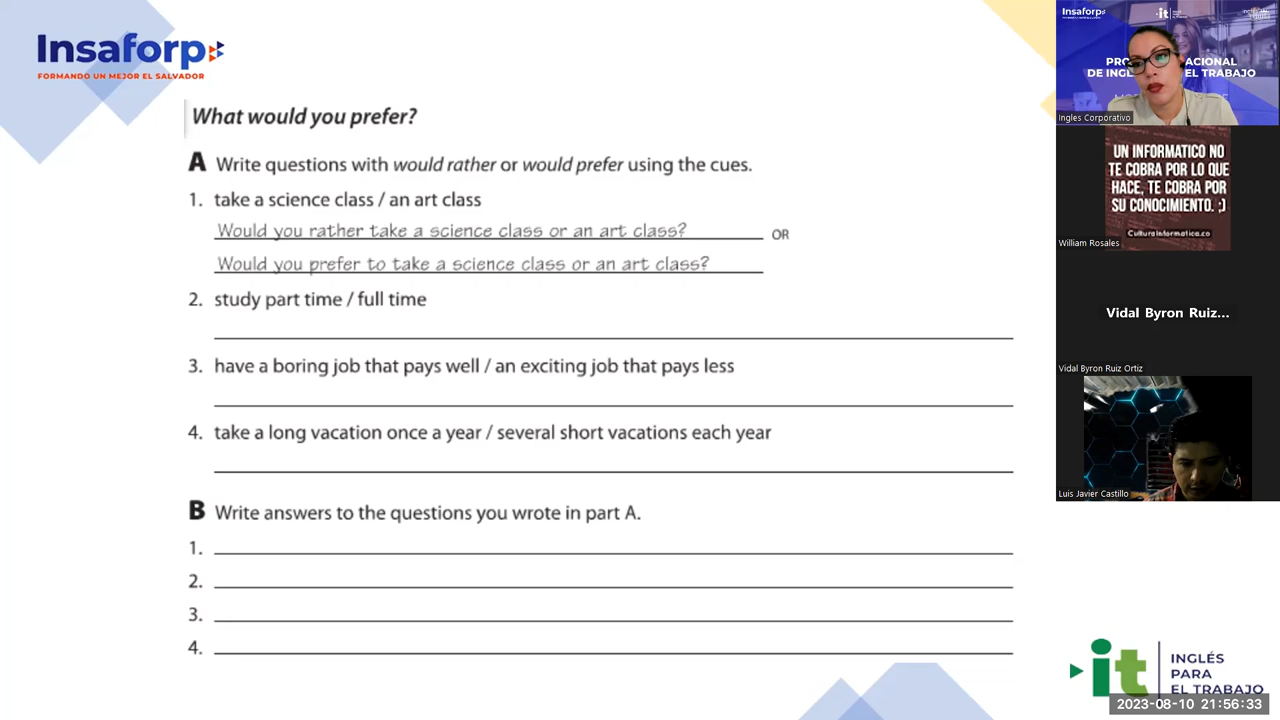 Insaforp
FORMANDO UN MEJOR EL SALVADOR
What would you prefer?
A Write questions with would rather or would prefer using the cues.
1. take a science class / an art class
Would you rather take a science class or an art class? OR
Would you prefer to take a science class or an art class?
2. study part time / full time
3. have a boring job that pays well / an exciting job that pays less
4. take a long vacation once a year / several short vacations each year
B Write answers to the questions you wrote in part A.
1.
2.
3.
4.
Insaforp
it
ACIONAL
DE INGL EL TRABAJO
Ingles Corporativo
UN INFORMATICO NO
TE COBRA POR LO QUE
HACE, TE COBRA POR
SU CONOCIMIENTO. ;)
CulturaInformatica.co
William Rosales
Vidal Byron Ruiz...
Vidal Byron Ruiz Ortiz
Luis Javier Castillo
it
INGLÉS
PARA
EL TRABAJO
2023-08-10 21:56:33